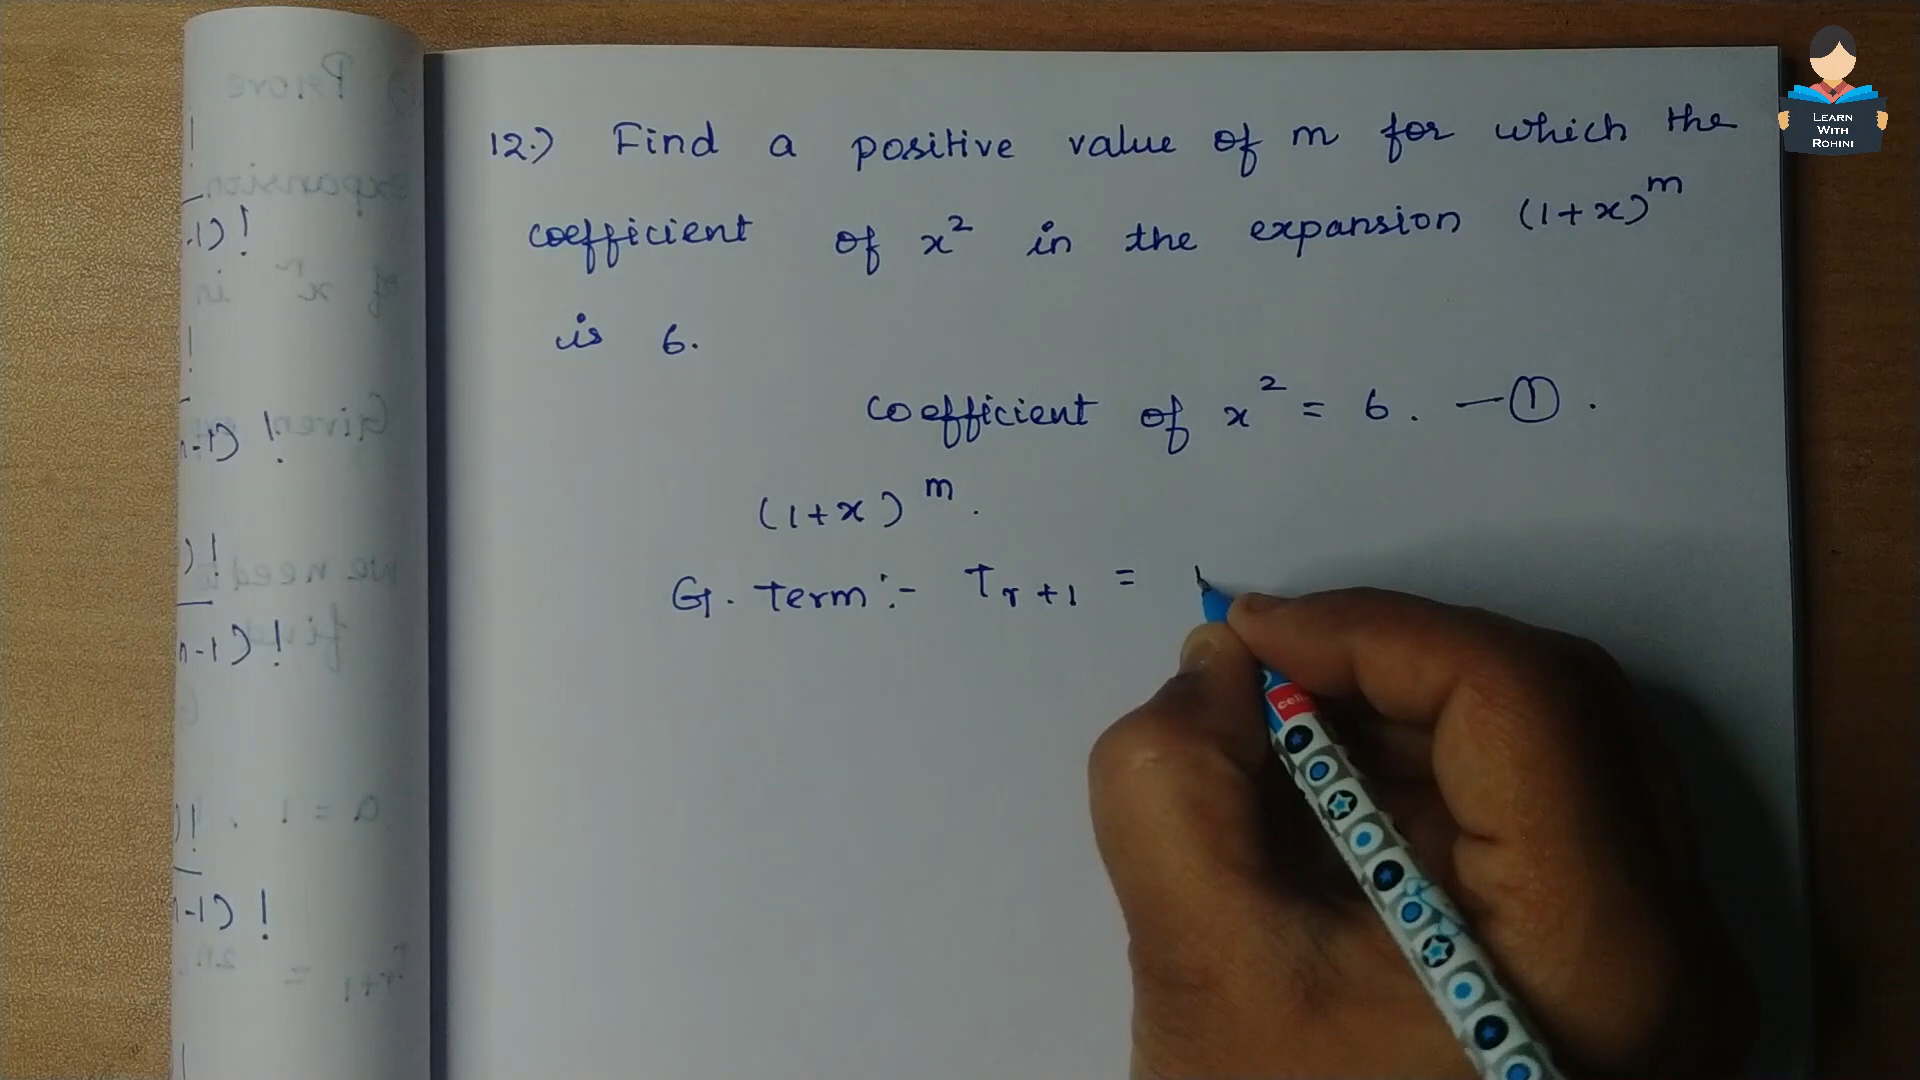 12.) Find a positive value of m for which the
coefficient of x² in the expansion (1+x)ᵐ
is 6.
coefficient of x² = 6. —①.
(1+x)ᵐ.
G. Term :- Tᵣ₊₁ =
LEARN
WITH
ROHINI